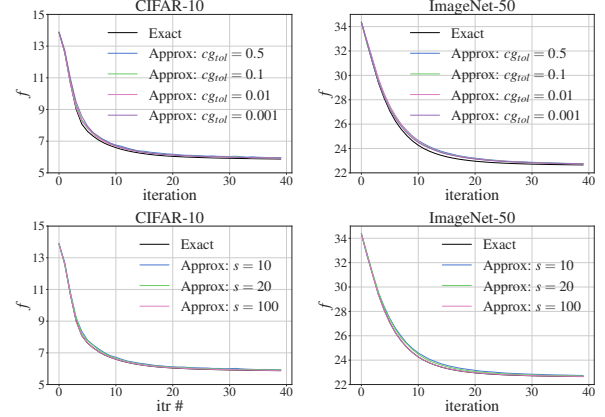 CIFAR-10
15
13
11
9
7
5
f
0 10 20 30 40
iteration
Exact
Approx: cg_tol = 0.5
Approx: cg_tol = 0.1
Approx: cg_tol = 0.01
Approx: cg_tol = 0.001
ImageNet-50
34
32
30
28
26
24
22
f
0 10 20 30 40
iteration
Exact
Approx: cg_tol = 0.5
Approx: cg_tol = 0.1
Approx: cg_tol = 0.01
Approx: cg_tol = 0.001
CIFAR-10
15
13
11
9
7
5
f
0 10 20 30 40
itr #
Exact
Approx: s = 10
Approx: s = 20
Approx: s = 100
ImageNet-50
34
32
30
28
26
24
22
f
0 10 20 30 40
iteration
Exact
Approx: s = 10
Approx: s = 20
Approx: s = 100